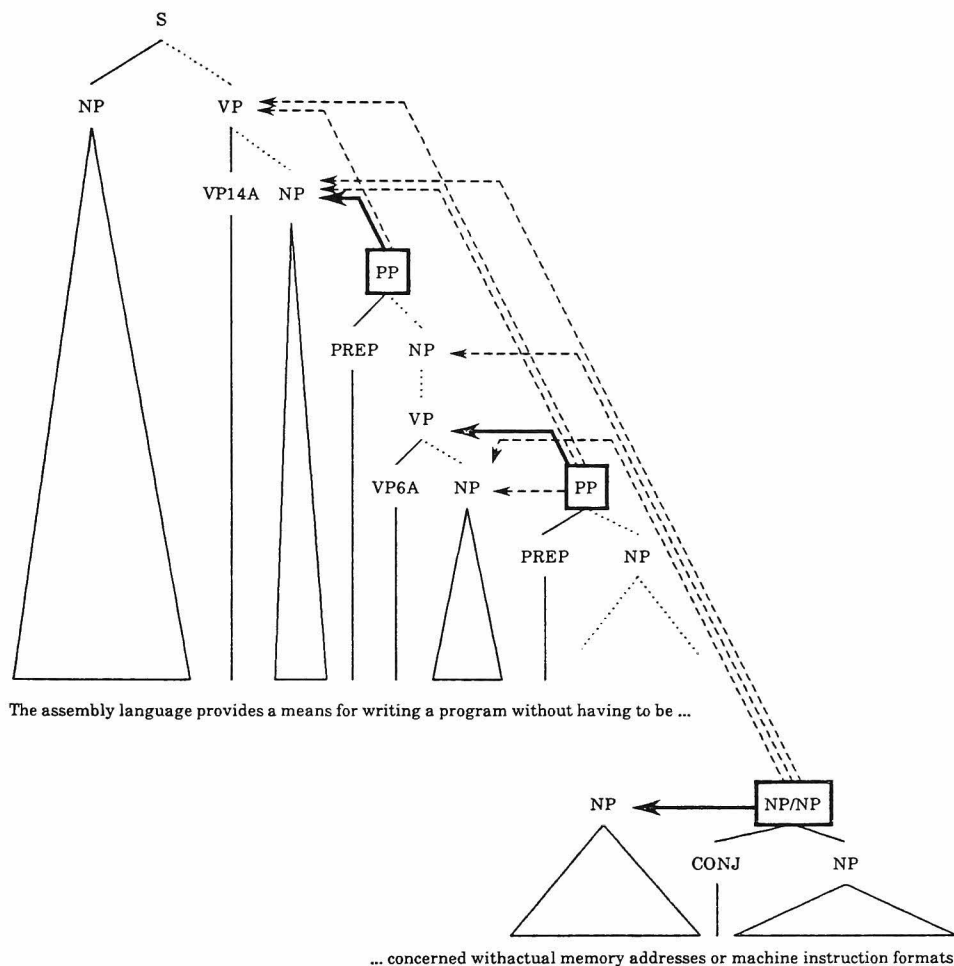 S
NP VP
VP14A NP
PP
PREP NP
VP
VP6A NP PP
PREP NP
The assembly language provides a means for writing a program without having to be ...
NP NP/NP
CONJ NP
... concerned withactual memory addresses or machine instruction formats